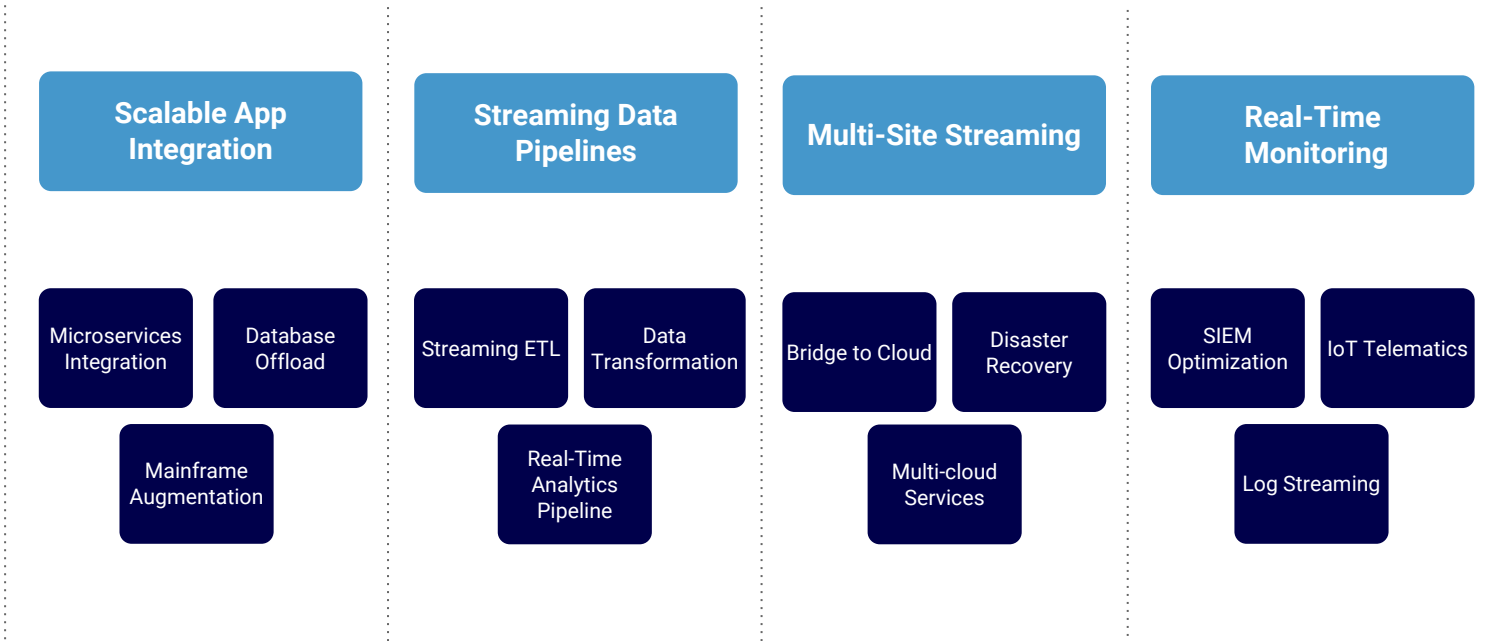 Scalable App
Integration
Streaming Data
Pipelines
Multi-Site Streaming
Real-Time
Monitoring
Microservices
Integration
Database
Offload
Mainframe
Augmentation
Streaming ETL
Data
Transformation
Real-Time
Analytics
Pipeline
Bridge to Cloud
Disaster
Recovery
Multi-cloud
Services
SIEM
Optimization
IoT Telematics
Log Streaming